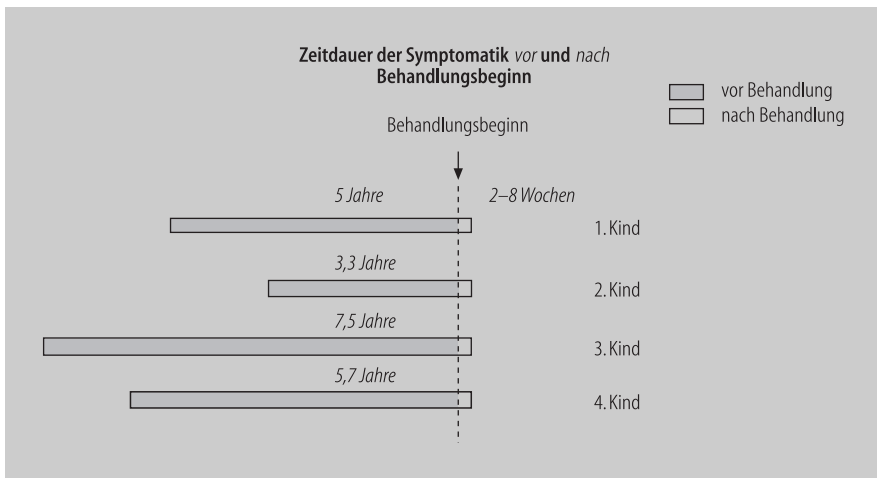 Zeitdauer der Symptomatik vor und nach
Behandlungsbeginn
vor Behandlung
nach Behandlung
Behandlungsbeginn
5 Jahre
2–8 Wochen
1. Kind
3,3 Jahre
2. Kind
7,5 Jahre
3. Kind
5,7 Jahre
4. Kind